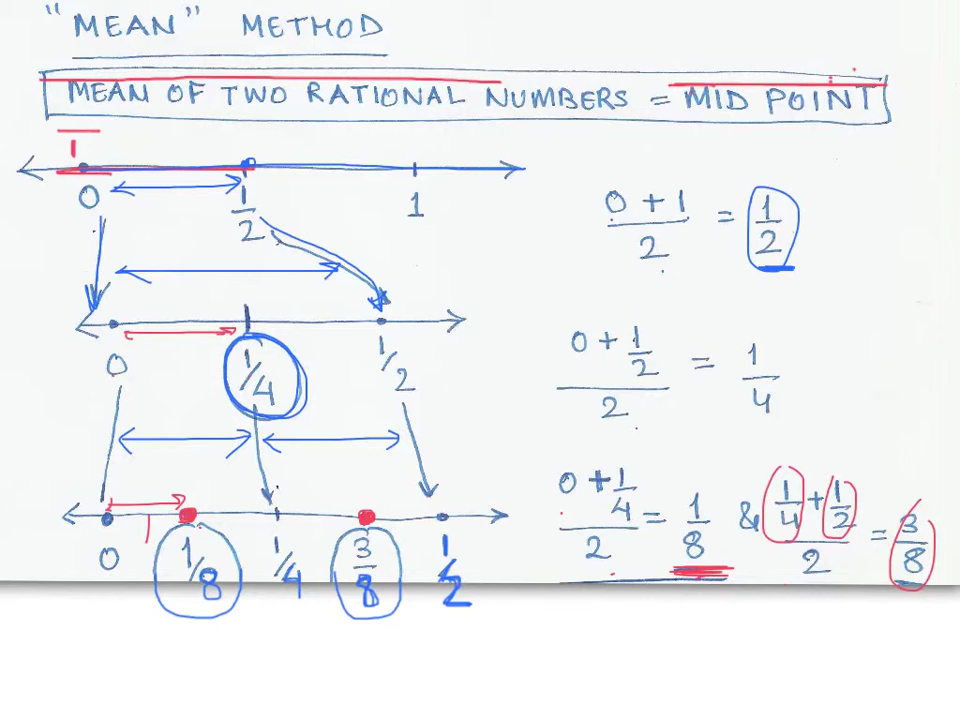 "MEAN" METHOD
MEAN OF TWO RATIONAL NUMBERS = MID POINT
0 1/2 1
(0 + 1)/2 = 1/2
0 1/4 1/2
(0 + 1/2)/2 = 1/4
0 1/8 1/4 3/8 1/2
(0 + 1/4)/2 = 1/8 & (1/4 + 1/2)/2 = 3/8